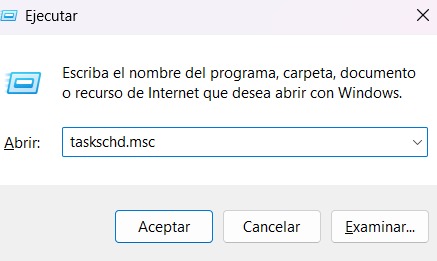 Ejecutar
Escriba el nombre del programa, carpeta, documento
o recurso de Internet que desea abrir con Windows.
Abrir: taskschd.msc
Aceptar Cancelar Examinar...